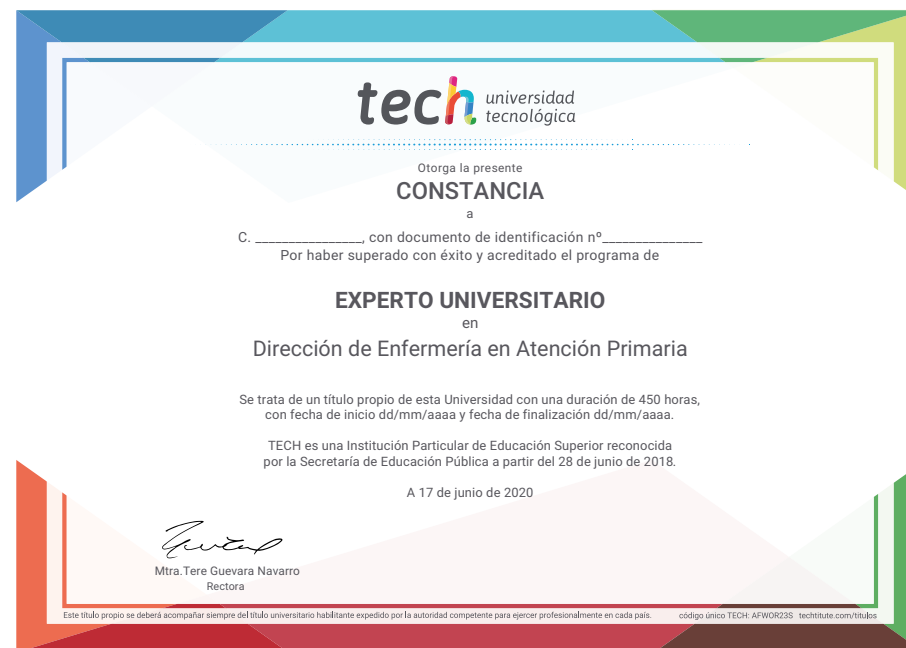 tech universidad
tecnológica
Otorga la presente
CONSTANCIA
a
C. ________________, con documento de identificación nº_______________
Por haber superado con éxito y acreditado el programa de
EXPERTO UNIVERSITARIO
en
Dirección de Enfermería en Atención Primaria
Se trata de un título propio de esta Universidad con una duración de 450 horas,
con fecha de inicio dd/mm/aaaa y fecha de finalización dd/mm/aaaa.
TECH es una Institución Particular de Educación Superior reconocida
por la Secretaría de Educación Pública a partir del 28 de junio de 2018.
A 17 de junio de 2020
Mtra.Tere Guevara Navarro
Rectora
Este título propio se deberá acompañar siempre del título universitario habilitante expedido por la autoridad competente para ejercer profesionalmente en cada país. código único TECH: AFWOR23S techtitute.com/titulos